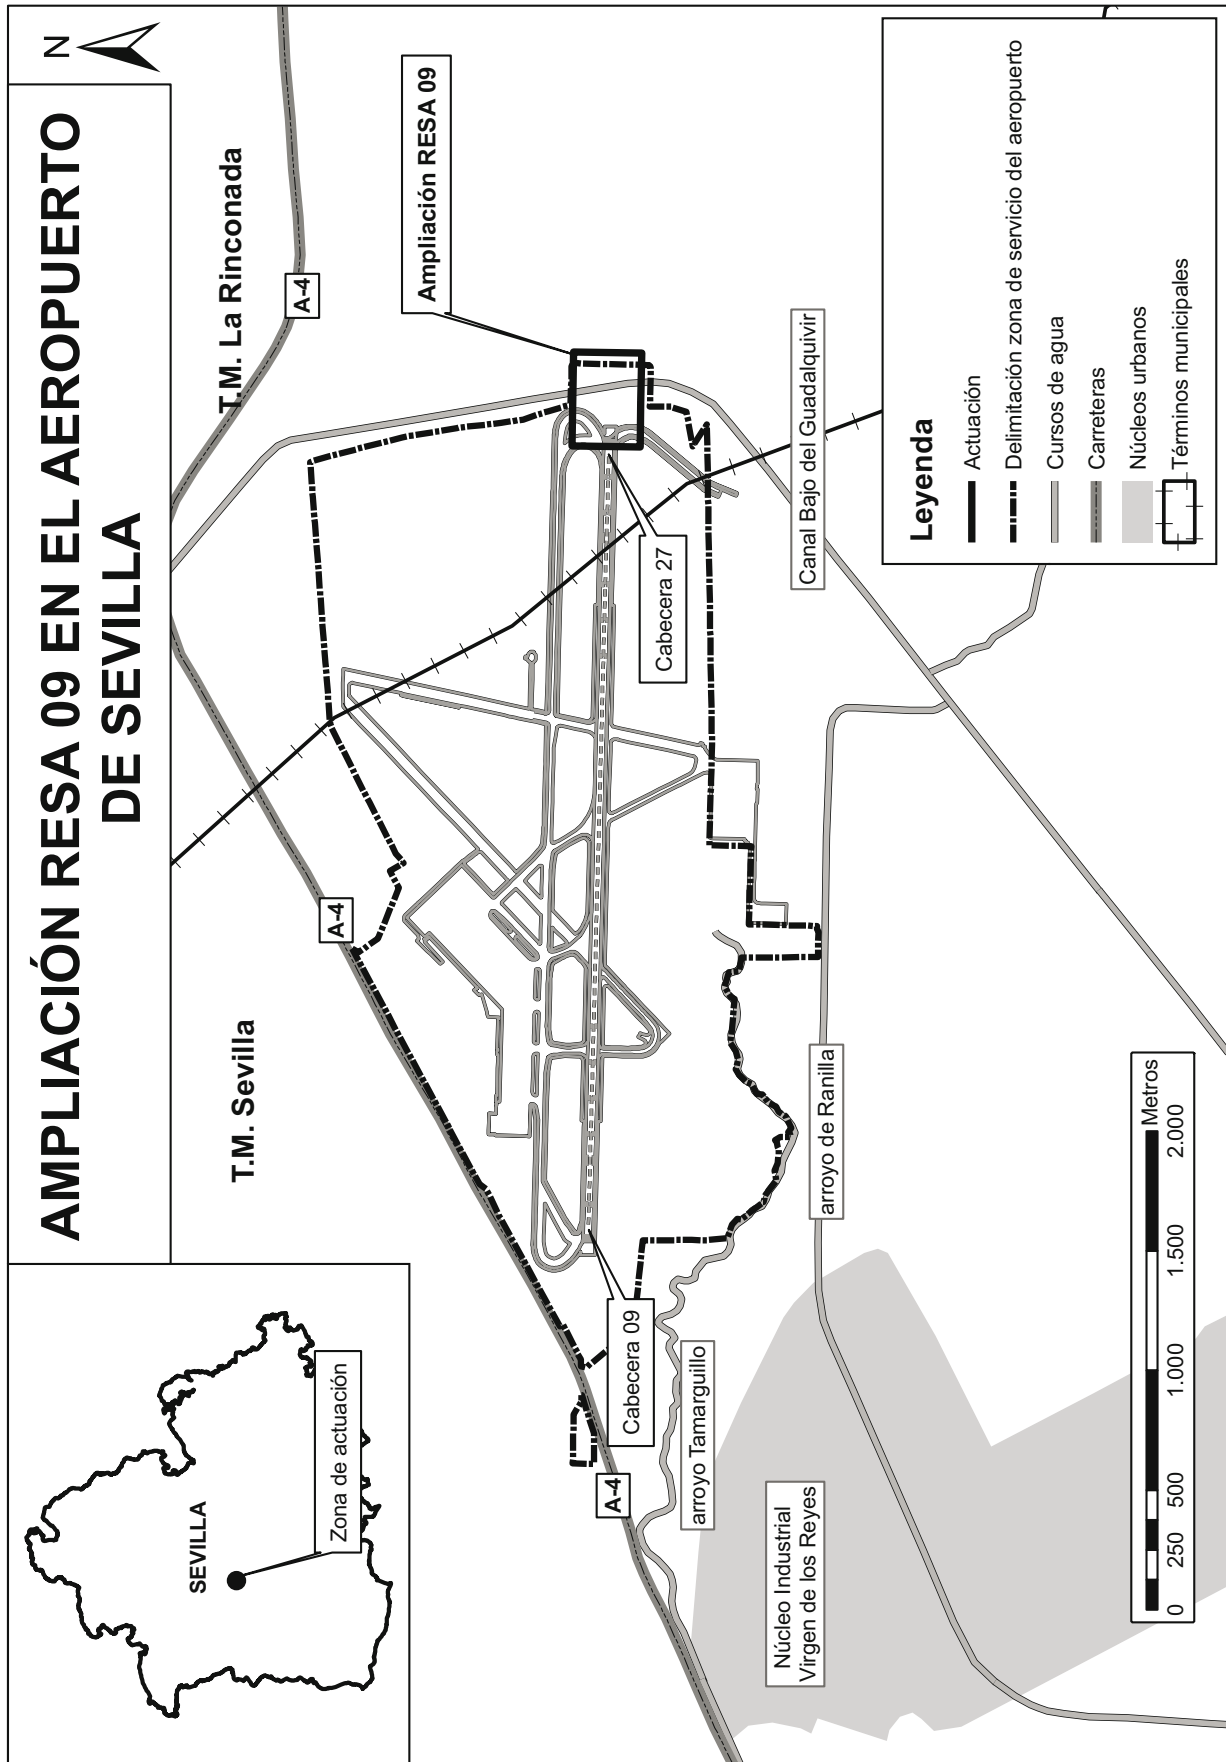 AMPLIACIÓN RESA 09 EN EL AEROPUERTO
DE SEVILLA
N
SEVILLA
Zona de actuación
T.M. Sevilla
T.M. La Rinconada
A-4
A-4
A-4
Ampliación RESA 09
Cabecera 09
Cabecera 27
Canal Bajo del Guadalquivir
arroyo Tamarguillo
arroyo de Ranilla
Núcleo Industrial
Virgen de los Reyes
Leyenda
Actuación
Delimitación zona de servicio del aeropuerto
Cursos de agua
Carreteras
Núcleos urbanos
Términos municipales
0 250 500 1.000 1.500 2.000
Metros